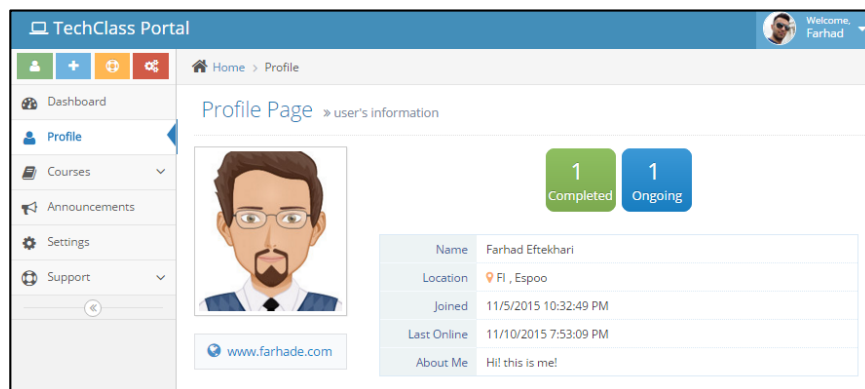 TechClass Portal
Welcome,
Farhad
Home > Profile
Dashboard
Profile
Courses
Announcements
Settings
Support
Profile Page » user's information
1
Completed
1
Ongoing
Name Farhad Eftekhari
Location FI , Espoo
Joined 11/5/2015 10:32:49 PM
Last Online 11/10/2015 7:53:09 PM
About Me Hi! this is me!
www.farhade.com